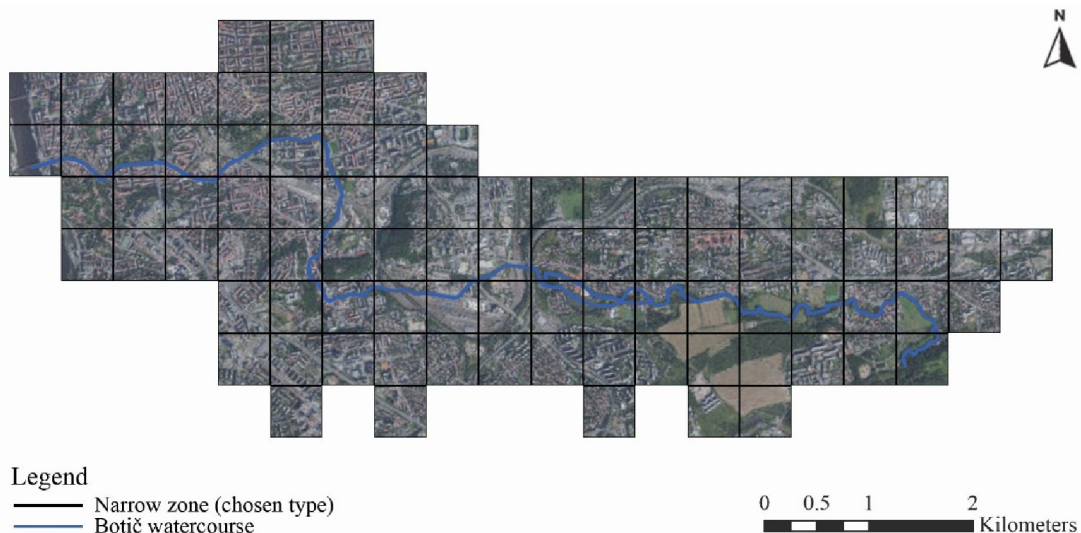 N
Legend
Narrow zone (chosen type)
Botič watercourse
0 0.5 1 2
Kilometers